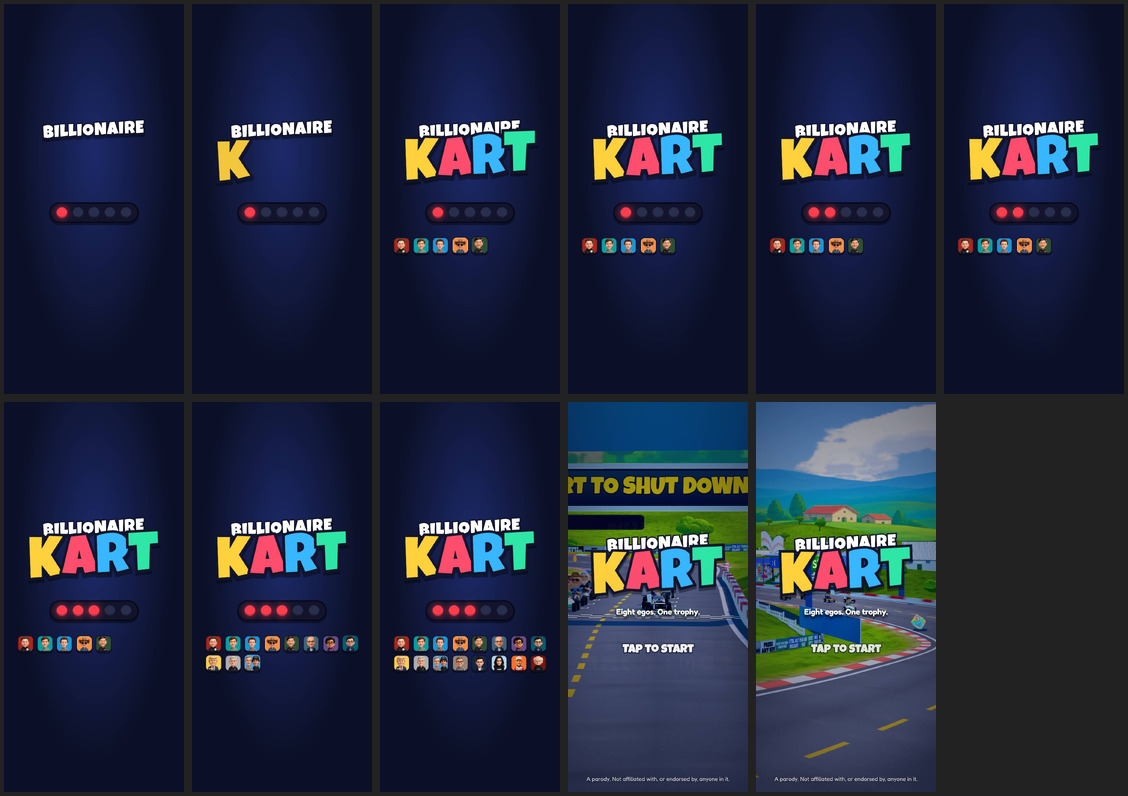 BILLIONAIRE
BILLIONAIRE
K
BILLIONAIRE
KART
BILLIONAIRE
KART
BILLIONAIRE
KART
BILLIONAIRE
KART
BILLIONAIRE
KART
BILLIONAIRE
KART
BILLIONAIRE
KART
RT TO SHUT DOWN
BILLIONAIRE
KART
Eight egos. One trophy.
TAP TO START
A parody. Not affiliated with, or endorsed by, anyone in it.
BILLIONAIRE
KART
Eight egos. One trophy.
TAP TO START
A parody. Not affiliated with, or endorsed by, anyone in it.